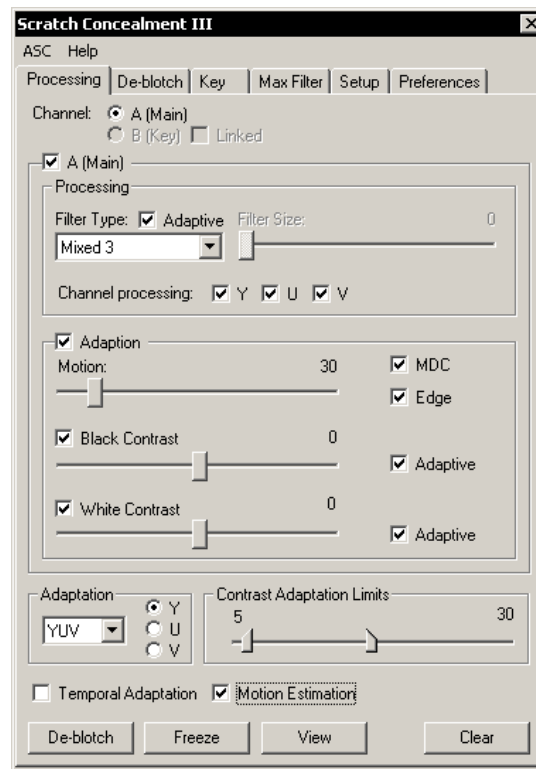 Scratch Concealment III
ASC Help
Processing De-blotch Key Max Filter Setup Preferences
Channel: A (Main)
B (Key) Linked
A (Main)
Processing
Filter Type: Adaptive Filter Size: 0
Mixed 3
Channel processing: Y U V
Adaption
Motion: 30 MDC
Edge
Black Contrast 0
Adaptive
White Contrast 0
Adaptive
Adaptation Contrast Adaptation Limits
Y 5 30
YUV U
V
Temporal Adaptation Motion Estimation
De-blotch Freeze View Clear